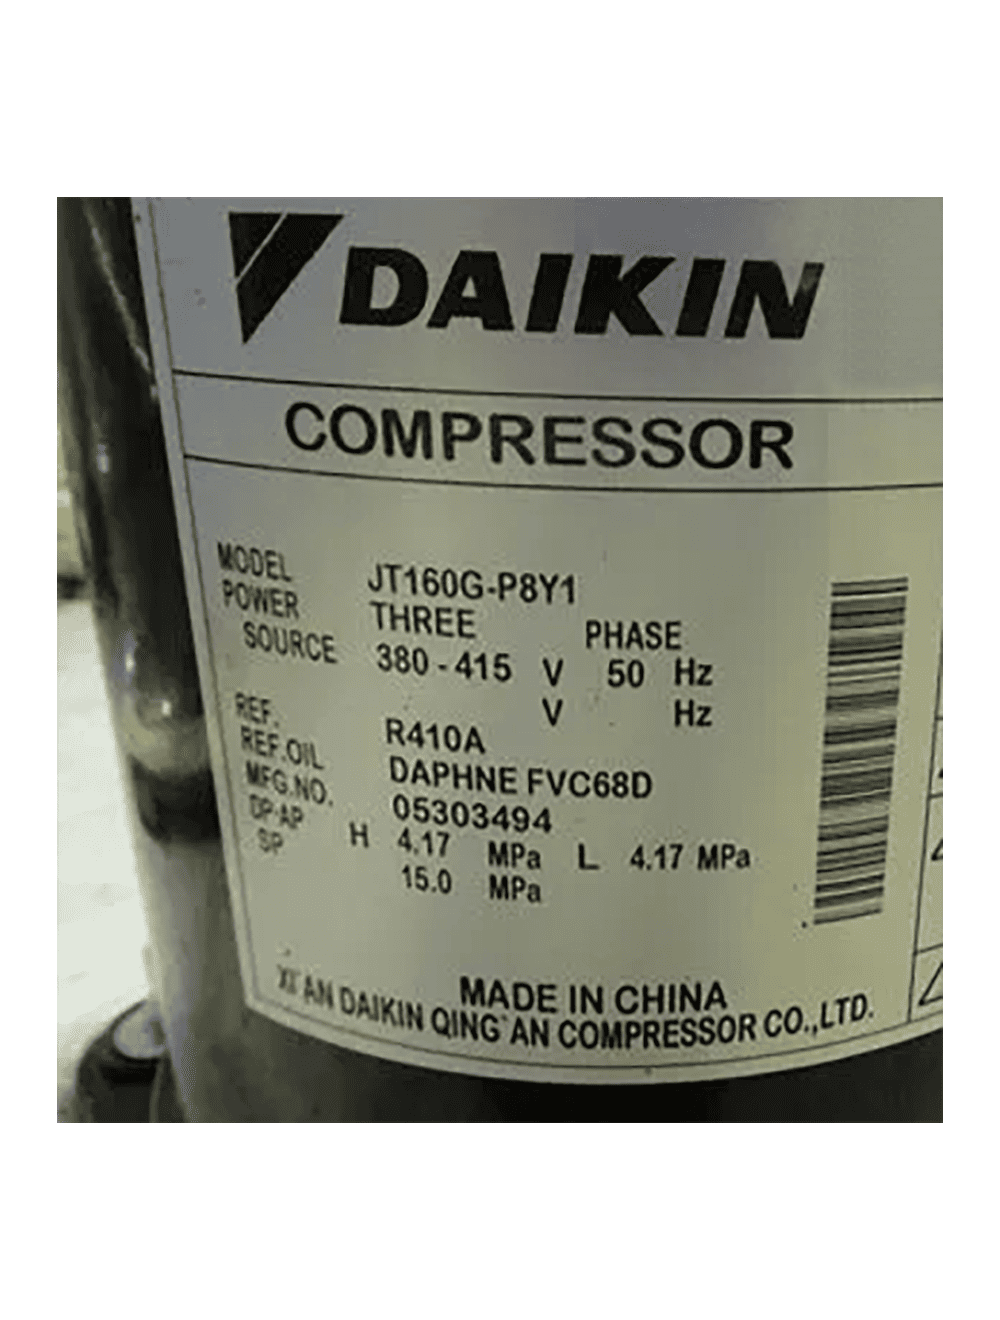 DAIKIN
COMPRESSOR
MODEL JT160G-P8Y1
POWER THREE PHASE
SOURCE 380 - 415 V 50 Hz
V Hz
REF. R410A
REF.OIL DAPHNE FVC68D
MFG.NO. 05303494
DP·AP H 4.17 MPa L 4.17 MPa
SP 15.0 MPa
MADE IN CHINA
XI'AN DAIKIN QING'AN COMPRESSOR CO.,LTD.